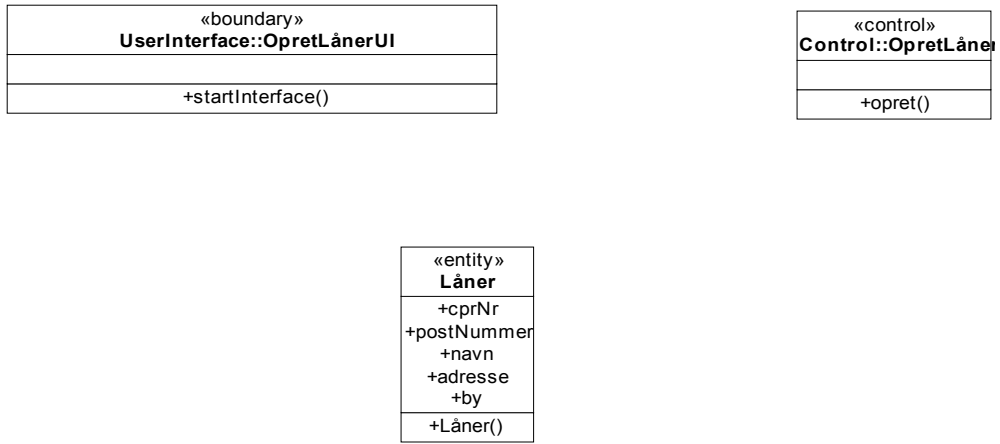 «boundary»
UserInterface::OpretLånerUI
+startInterface()
«control»
Control::OpretLåner
+opret()
«entity»
Låner
+cprNr
+postNummer
+navn
+adresse
+by
+Låner()